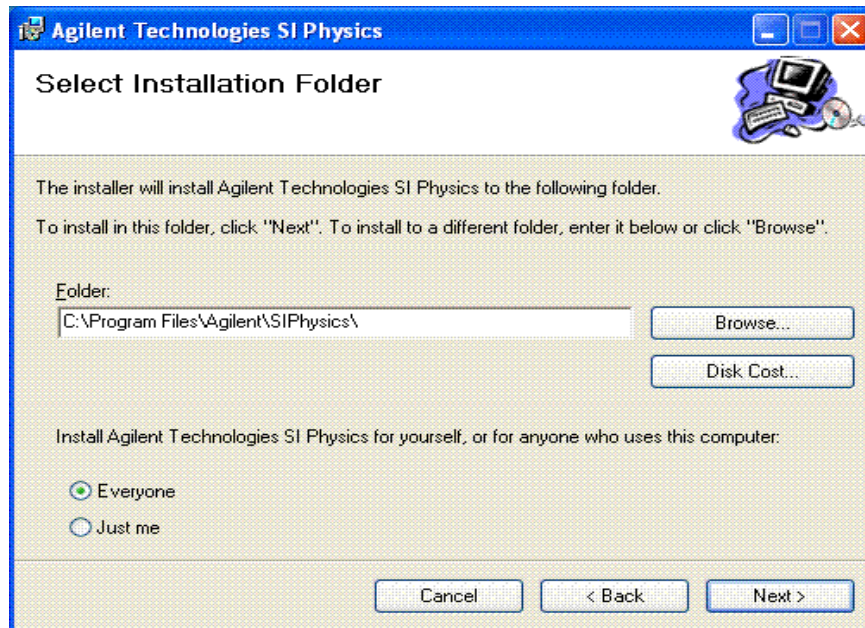 Agilent Technologies SI Physics
Select Installation Folder
The installer will install Agilent Technologies SI Physics to the following folder.
To install in this folder, click "Next". To install to a different folder, enter it below or click "Browse".
Folder:
C:\Program Files\Agilent\SIPhysics\
Browse...
Disk Cost...
Install Agilent Technologies SI Physics for yourself, or for anyone who uses this computer:
Everyone
Just me
Cancel
< Back
Next >